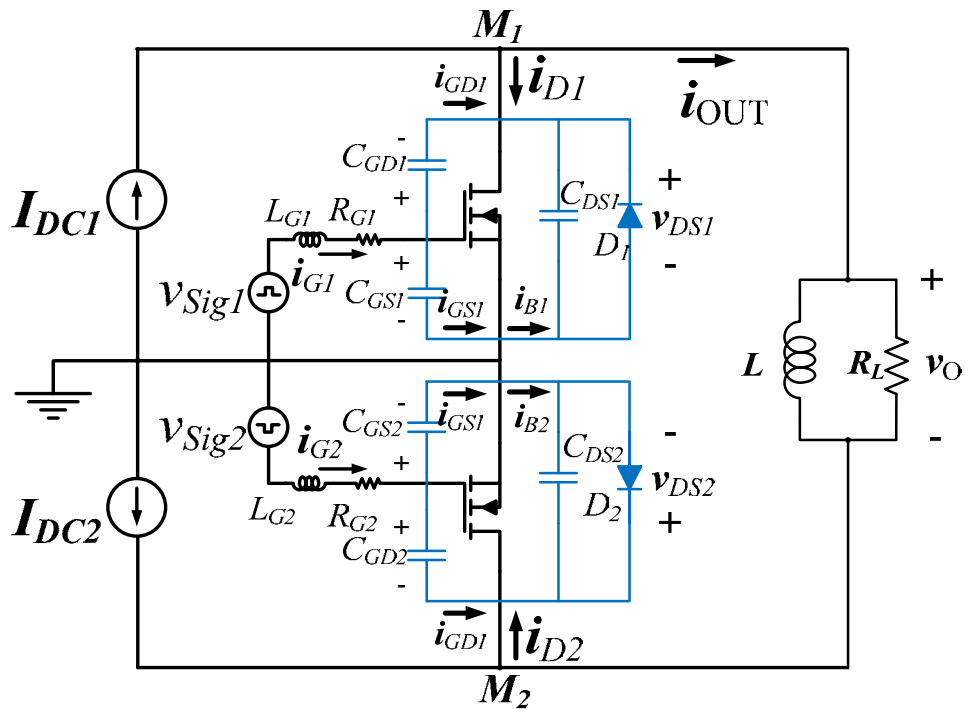 M1
iGD1
iD1
iOUT
-
CGD1
+
CDS1
+
vDS1
-
D1
IDC1
LG1
RG1
iG1
vSig1
+
CGS1
-
iGS1
iB1
+
L
RL
vO
-
vSig2
iG2
-
CGS2
+
iGS1
iB2
CDS2
-
vDS2
+
D2
IDC2
LG2
RG2
+
CGD2
-
iGD1
iD2
M2